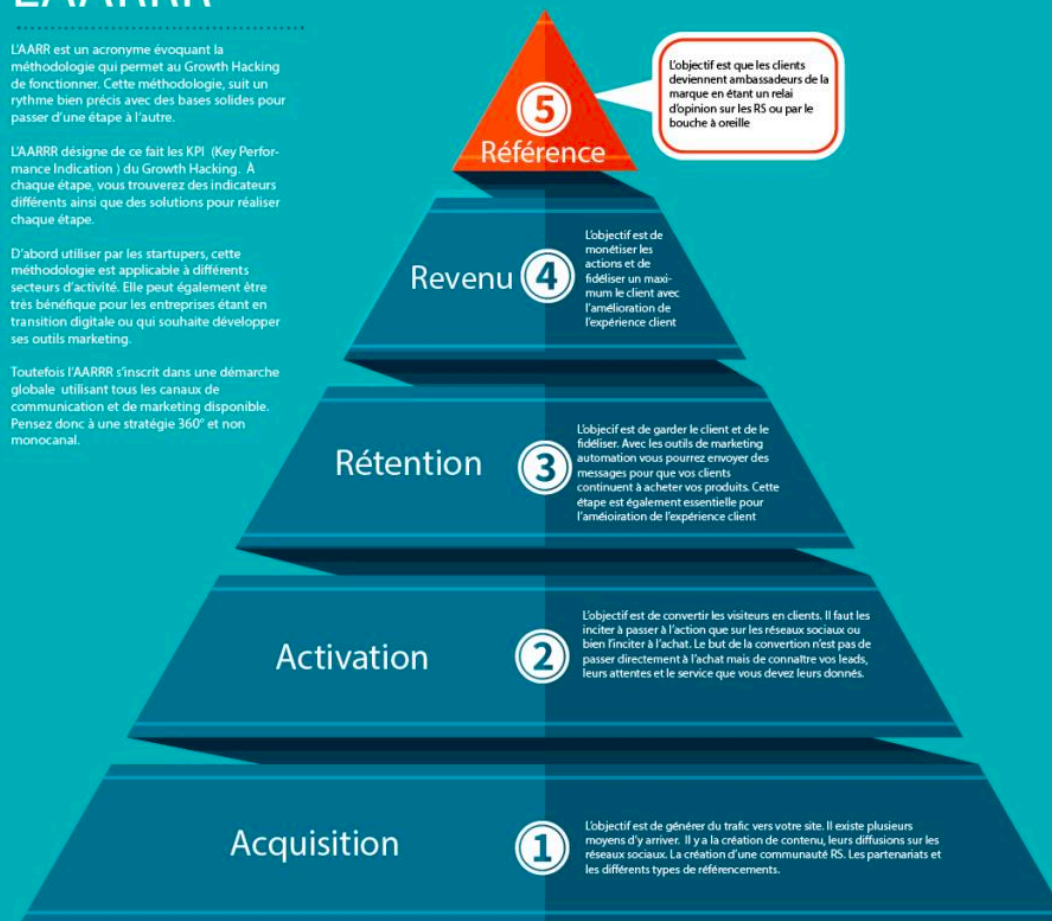 L'AARRR
L'AARR est un acronyme évoquant la
méthodologie qui permet au Growth Hacking
de fonctionner. Cette méthodologie, suit un
rythme bien précis avec des bases solides pour
passer d'une étape à l'autre.
L'AARRR désigne de ce fait les KPI (Key Perfor-
mance Indication ) du Growth Hacking. À
chaque étape, vous trouverez des indicateurs
différents ainsi que des solutions pour réaliser
chaque étape.
D'abord utiliser par les startupers, cette
méthodologie est applicable à différents
secteurs d'activité. Elle peut également être
très bénéfique pour les entreprises étant en
transition digitale ou qui souhaite développer
ses outils marketing.
Toutefois l'AARRR s'inscrit dans une démarche
globale utilisant tous les canaux de
communication et de marketing disponible.
Pensez donc à une stratégie 360° et non
monocanal.
5
Référence
L'objectif est que les clients
deviennent ambassadeurs de la
marque en étant un relai
d'opinion sur les RS ou par le
bouche à oreille
Revenu 4
L'objectif est de
monétiser les
actions et de
fidéliser un maxi-
mum le client avec
l'amélioration de
l'expérience client
Rétention 3
L'objecif est de garder le client et de le
fidéliser. Avec les outils de marketing
automation vous pourrez envoyer des
messages pour que vos clients
continuent à acheter vos produits. Cette
étape est également essentielle pour
l'améioiration de l'expérience client
Activation 2
L'objectif est de convertir les visiteurs en clients. Il faut les
inciter à passer à l'action que sur les réseaux sociaux ou
bien l'inciter à l'achat. Le but de la convertion n'est pas de
passer directement à l'achat mais de connaître vos leads,
leurs attentes et le service que vous devez leurs donnés.
Acquisition 1
L'objectif est de générer du trafic vers votre site. Il existe plusieurs
moyens d'y arriver. Il y a la création de contenu, leurs diffusions sur les
réseaux sociaux. La création d'une communauté RS. Les partenariats et
les différents types de référencements.